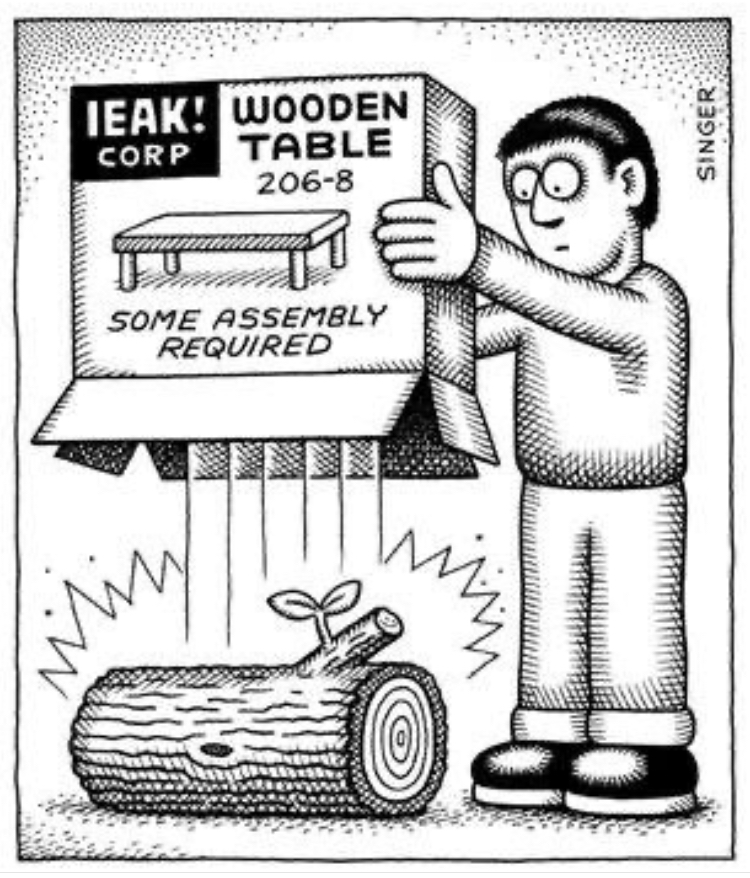 IEAK!
CORP
WOODEN
TABLE
206-8
SOME ASSEMBLY
REQUIRED
SINGER